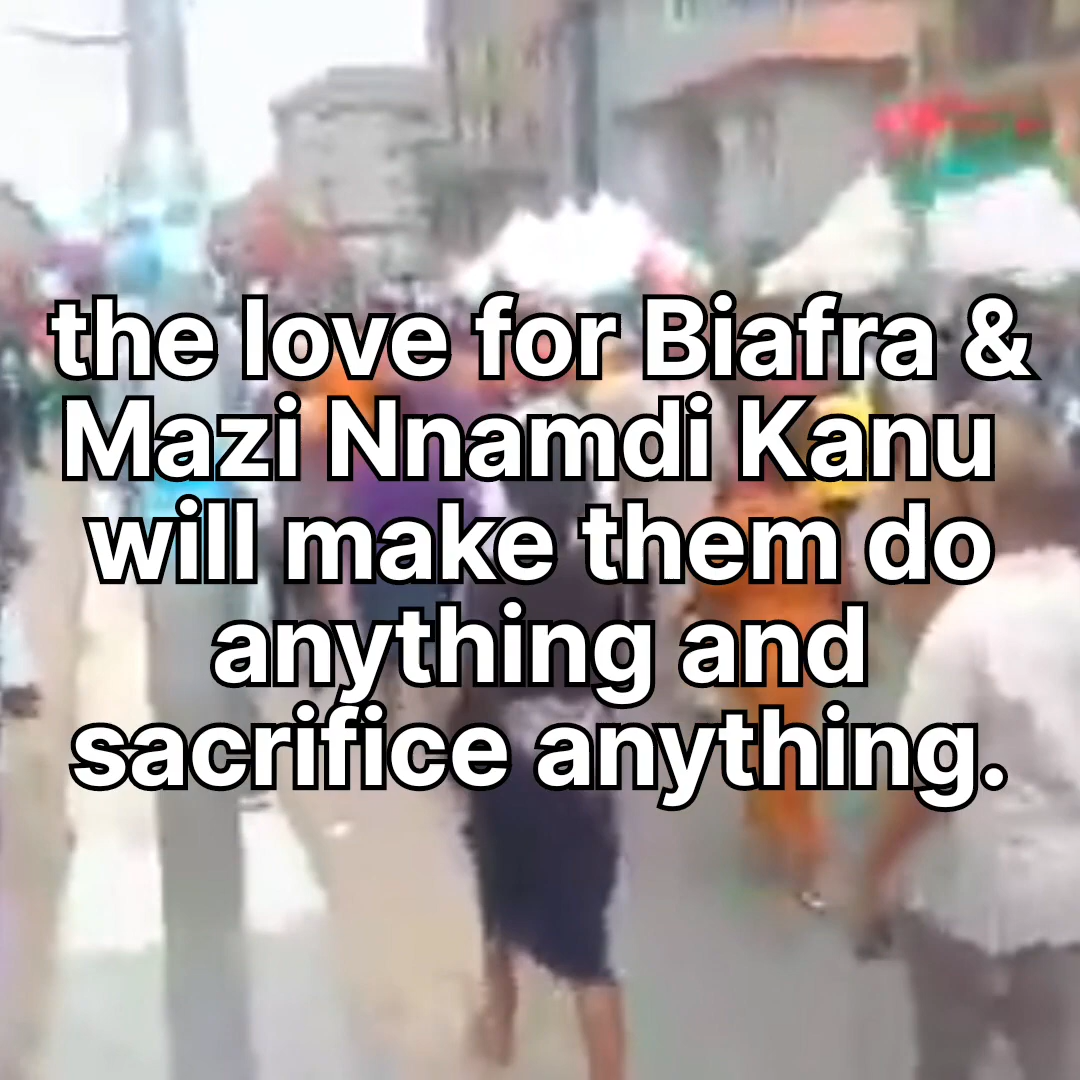 the love for Biafra &
Mazi Nnamdi Kanu
will make them do
anything and
sacrifice anything.